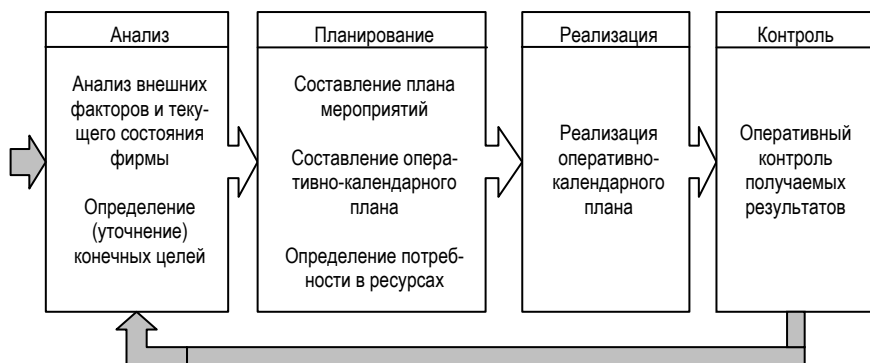 Анализ
Анализ внешних
факторов и теку-
щего состояния
фирмы
Определение
(уточнение)
конечных целей
Планирование
Составление плана
мероприятий
Составление опера-
тивно-календарного
плана
Определение потреб-
ности в ресурсах
Реализация
Реализация
оперативно-
календарного
плана
Контроль
Оперативный
контроль
получаемых
результатов